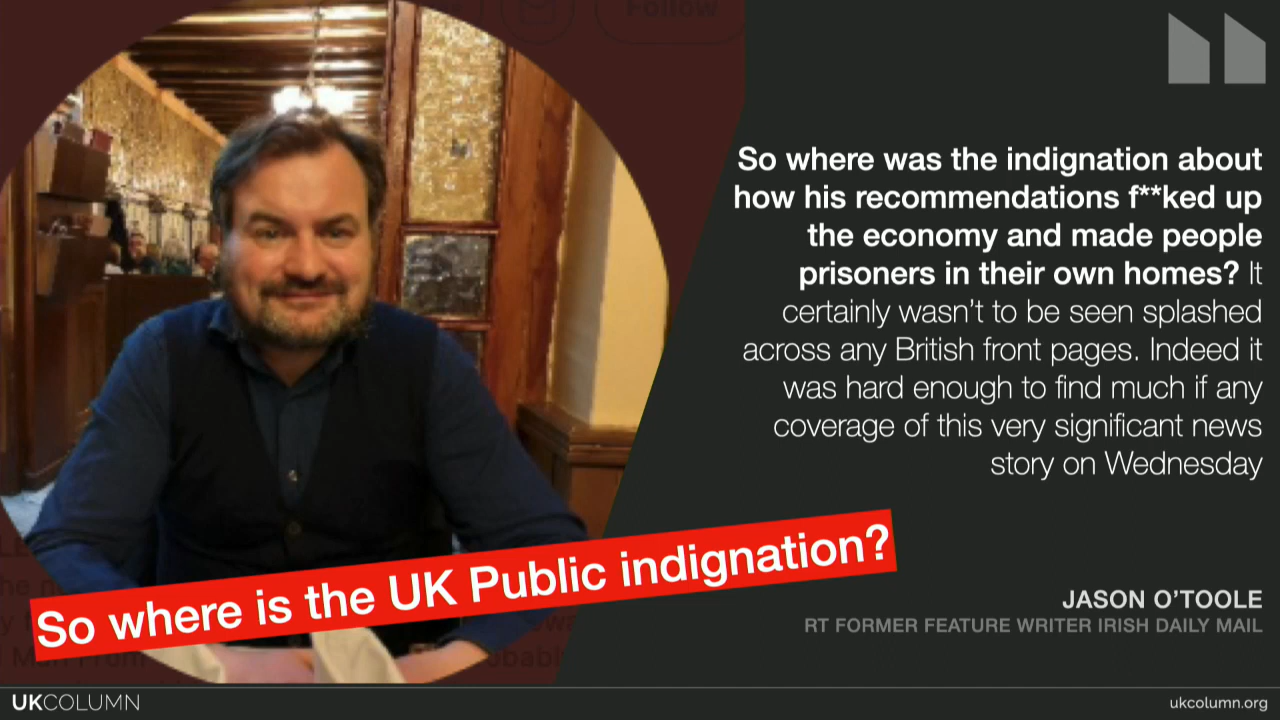 Follow
So where was the indignation about
how his recommendations f**ked up
the economy and made people
prisoners in their own homes? It
certainly wasn't to be seen splashed
across any British front pages. Indeed it
was hard enough to find much if any
coverage of this very significant news
story on Wednesday
So where is the UK Public indignation?
JASON O'TOOLE
RT FORMER FEATURE WRITER IRISH DAILY MAIL
UKCOLUMN
ukcolumn.org